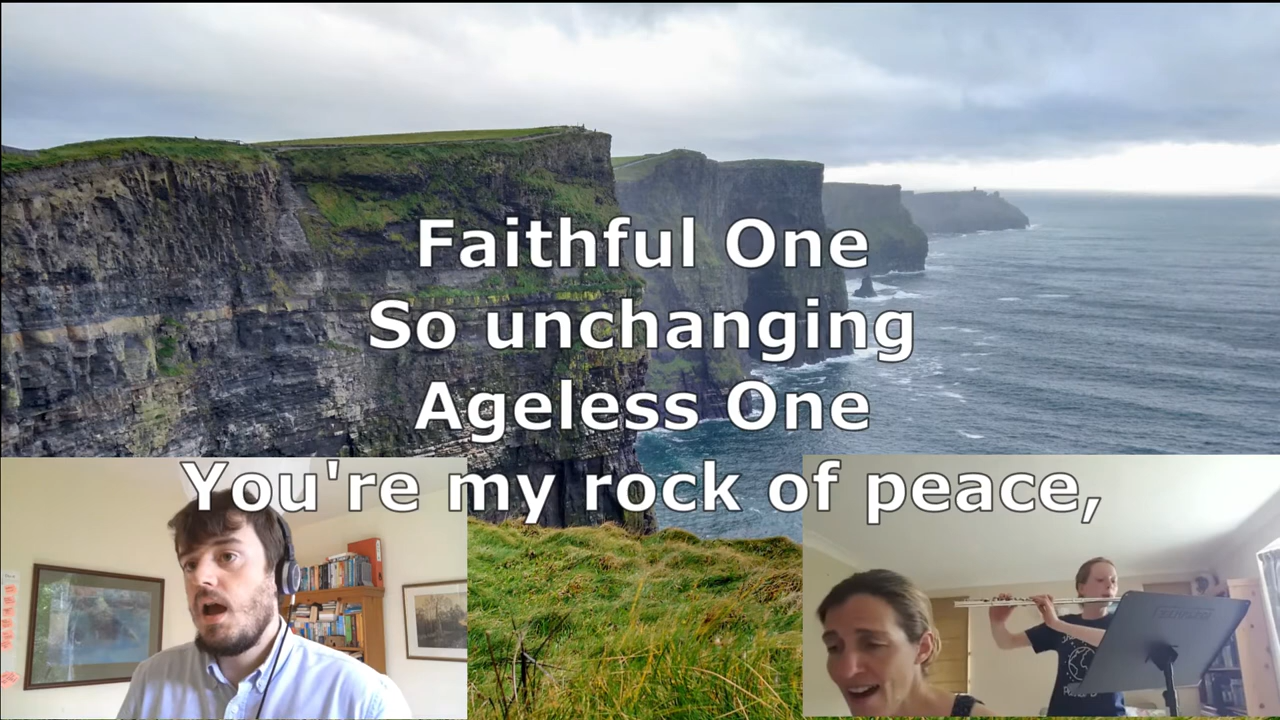 Faithful One
So unchanging
Ageless One
You're my rock of peace,